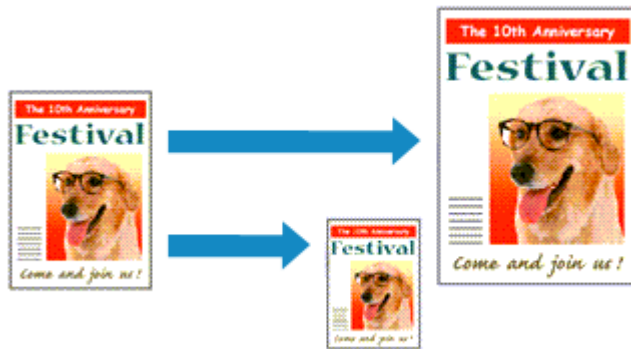 The 10th Anniversary
Festival
Come and join us!
The 10th Anniversary
Festival
Come and join us!
The 10th Anniversary
Festival
Come and join us!